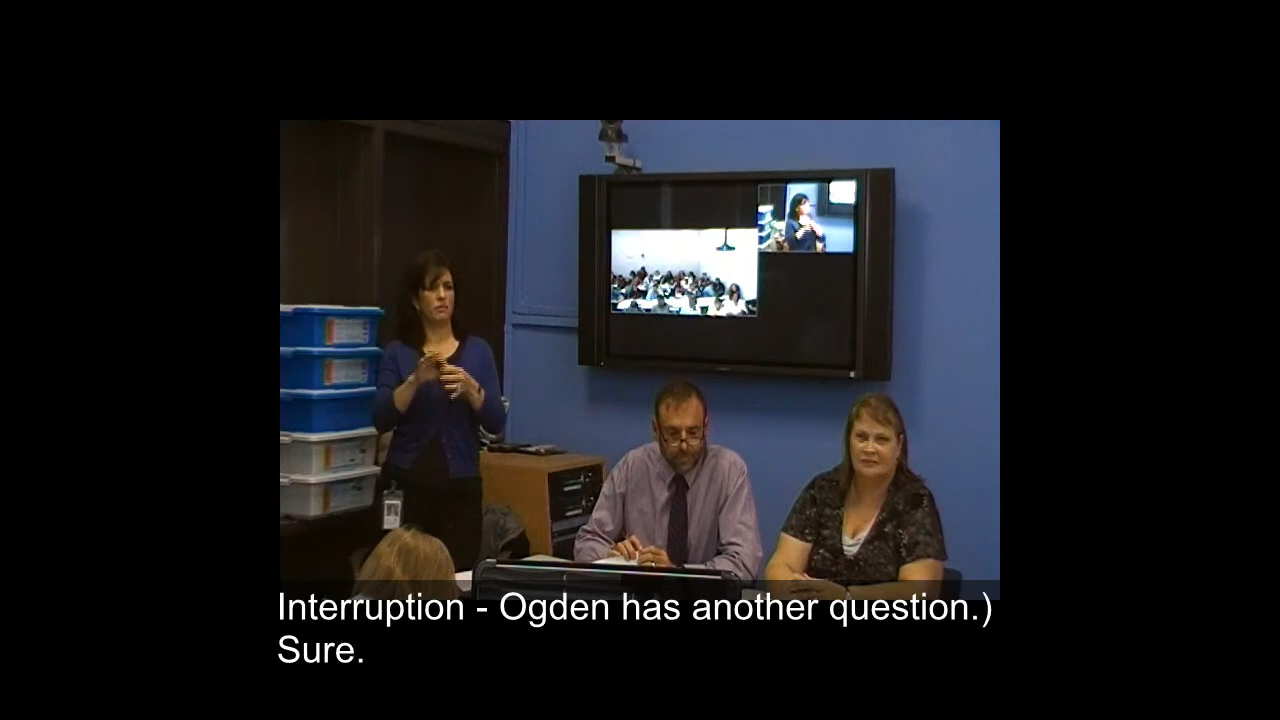 Interruption - Ogden has another question.)
Sure.